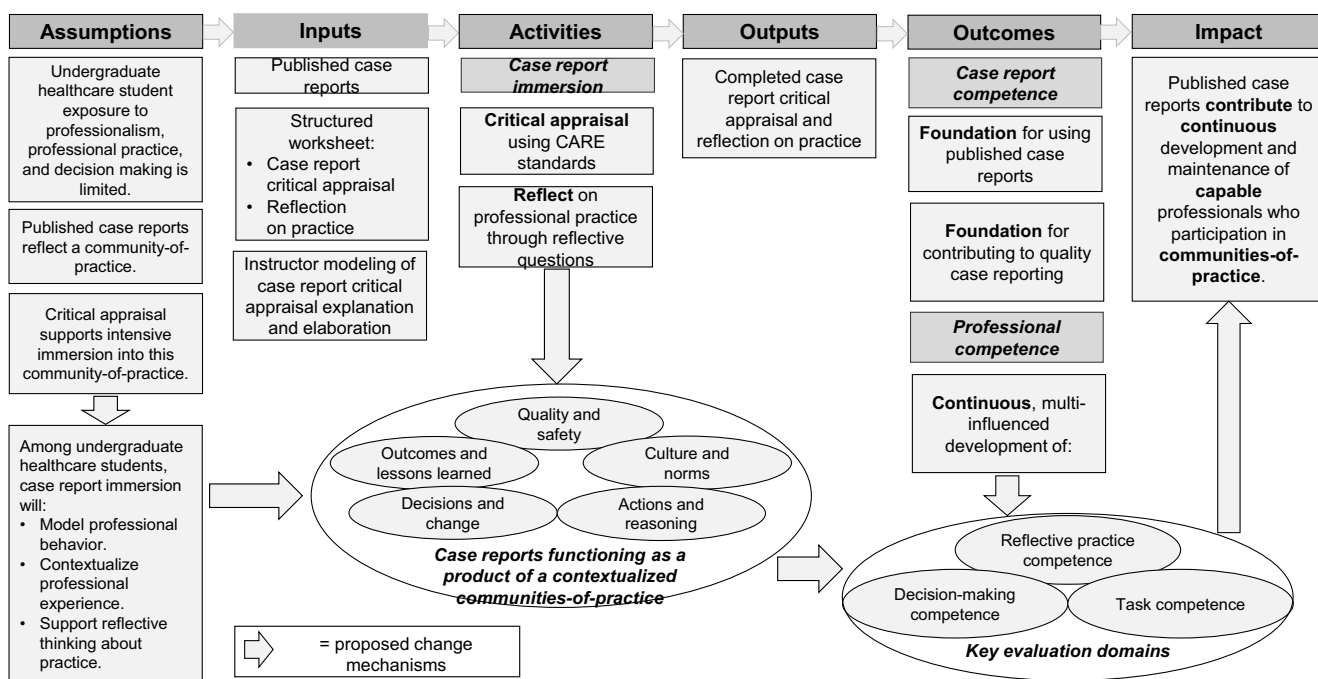 Assumptions
Inputs
Activities
Outputs
Outcomes
Impact
Undergraduate
healthcare student
exposure to
professionalism,
professional practice,
and decision making is
limited.
Published case reports
reflect a community-of-
practice.
Critical appraisal
supports intensive
immersion into this
community-of-practice.
Among undergraduate
healthcare students,
case report immersion
will:
• Model professional
behavior.
• Contextualize
professional
experience.
• Support reflective
thinking about
practice.
Published case
reports
Structured
worksheet:
• Case report
critical appraisal
• Reflection
on practice
Instructor modeling of
case report critical
appraisal explanation
and elaboration
Case report
immersion
Critical appraisal
using CARE
standards
Reflect on
professional practice
through reflective
questions
Quality and
safety
Outcomes and
lessons learned
Culture and
norms
Decisions and
change
Actions and
reasoning
Case reports functioning as a
product of a contextualized
communities-of-practice
= proposed change
mechanisms
Completed case
report critical
appraisal and
reflection on practice
Case report
competence
Foundation for using
published case
reports
Foundation for
contributing to quality
case reporting
Professional
competence
Continuous, multi-
influenced
development of:
Reflective practice
competence
Decision-making
competence
Task competence
Key evaluation domains
Published case
reports contribute to
continuous
development and
maintenance of
capable
professionals who
participation in
communities-of-
practice.